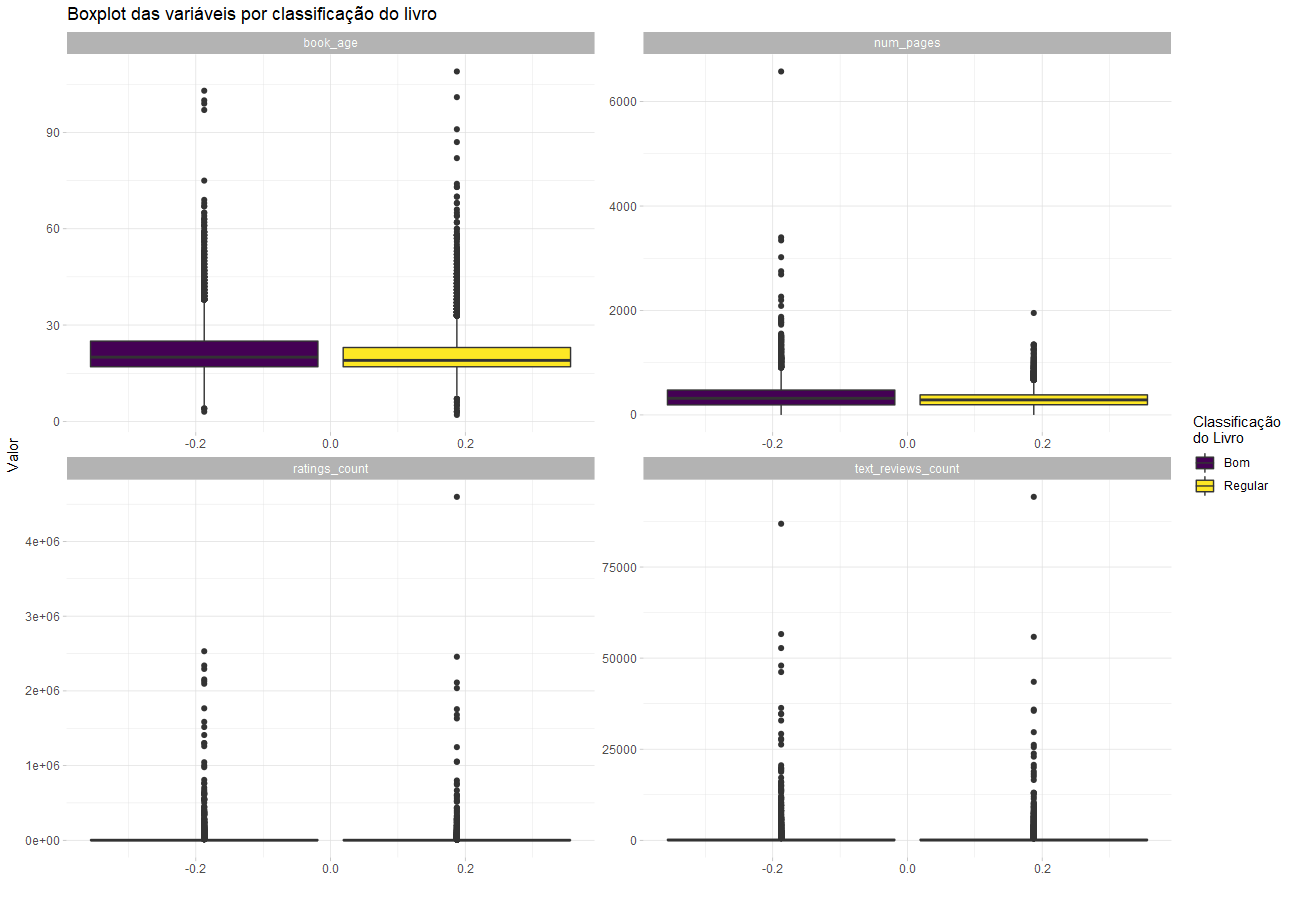 Boxplot das variáveis por classificação do livro
book_age
num_pages
90
60
30
0
6000
4000
2000
0
-0.2
0.0
0.2
-0.2
0.0
0.2
Valor
ratings_count
text_reviews_count
4e+06
3e+06
2e+06
1e+06
0e+00
75000
50000
25000
0
-0.2
0.0
0.2
-0.2
0.0
0.2
Classificação
do Livro
Bom
Regular